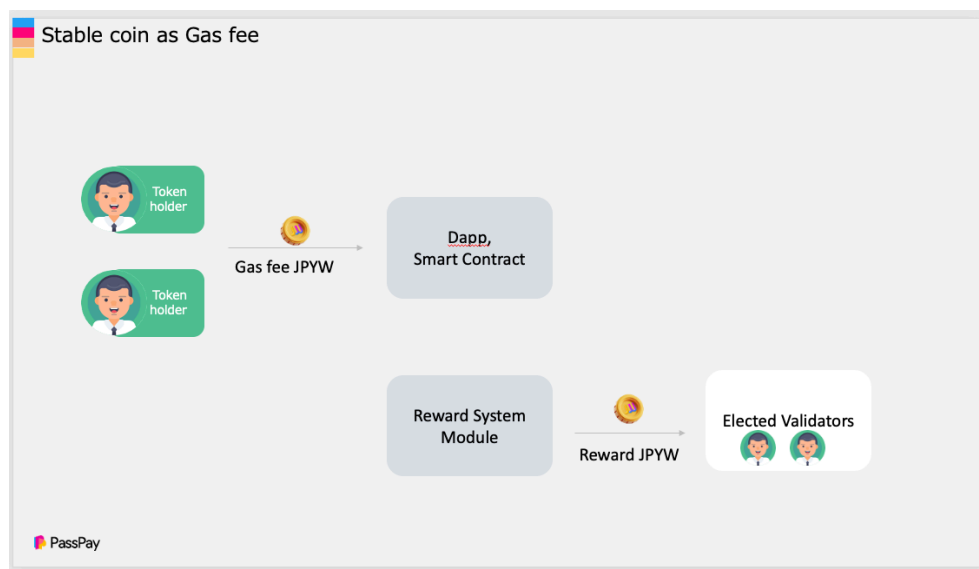 Stable coin as Gas fee
Token
holder
Gas fee JPYW
Dapp,
Smart Contract
Token
holder
Reward System
Module
Reward JPYW
Elected Validators
PassPay